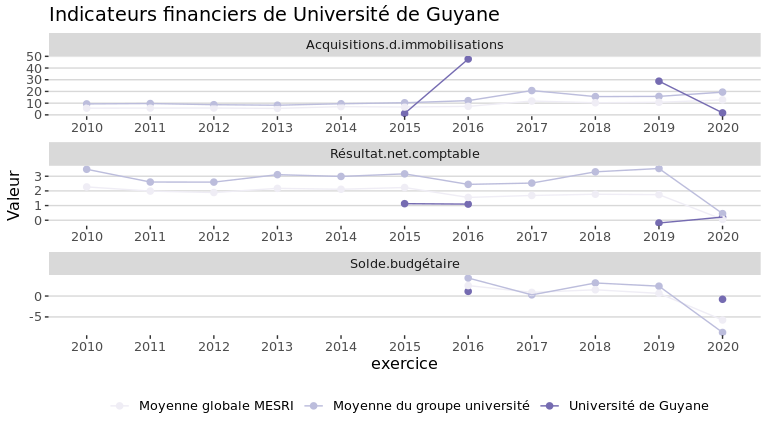 Indicateurs financiers de Université de Guyane
Acquisitions.d.immobilisations
50
40
30
20
10
0
2010 2011 2012 2013 2014 2015 2016 2017 2018 2019 2020
Résultat.net.comptable
3
2
1
0
2010 2011 2012 2013 2014 2015 2016 2017 2018 2019 2020
Valeur
Solde.budgétaire
0
-5
2010 2011 2012 2013 2014 2015 2016 2017 2018 2019 2020
exercice
Moyenne globale MESRI Moyenne du groupe université Université de Guyane